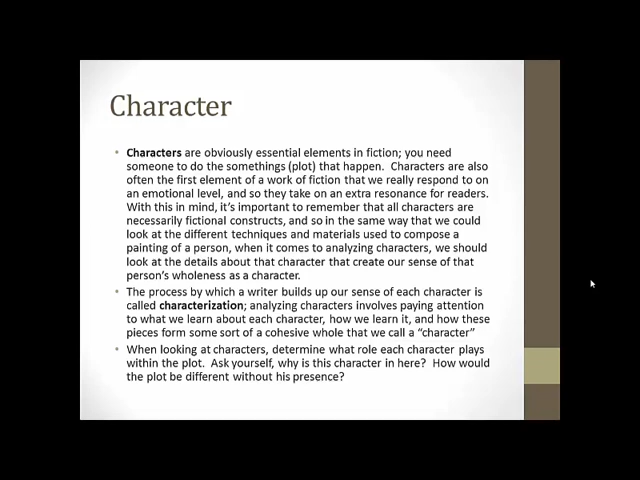 Character
• Characters are obviously essential elements in fiction; you need
someone to do the somethings (plot) that happen. Characters are also
often the first element of a work of fiction that we really respond to on
an emotional level, and so they take on an extra resonance for readers.
With this in mind, it's important to remember that all characters are
necessarily fictional constructs, and so in the same way that we could
look at the different techniques and materials used to compose a
painting of a person, when it comes to analyzing characters, we should
look at the details about that character that create our sense of that
person's wholeness as a character.
• The process by which a writer builds up our sense of each character is
called characterization; analyzing characters involves paying attention
to what we learn about each character, how we learn it, and how these
pieces form some sort of a cohesive whole that we call a “character”
• When looking at characters, determine what role each character plays
within the plot. Ask yourself, why is this character in here? How would
the plot be different without his presence?